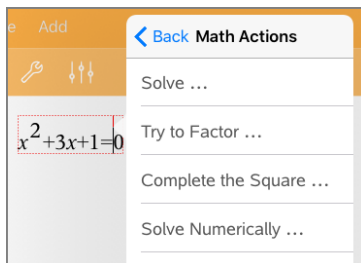 e Add
Back Math Actions
Solve ...
x²+3x+1=0
Try to Factor ...
Complete the Square ...
Solve Numerically ...